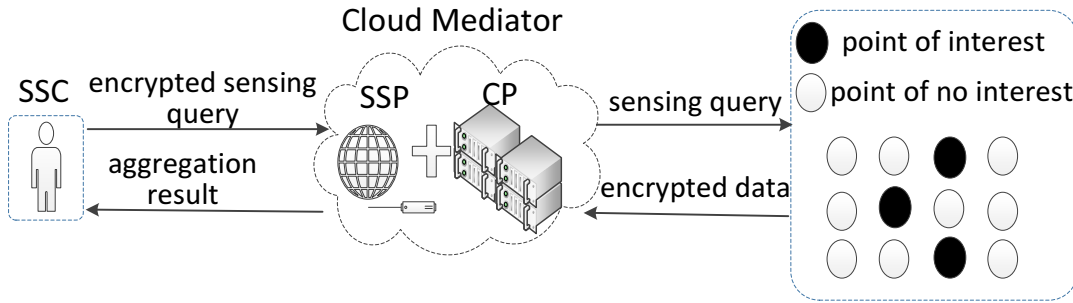 Cloud Mediator
SSC
encrypted sensing
query
aggregation
result
SSP
CP
sensing query
encrypted data
point of interest
point of no interest